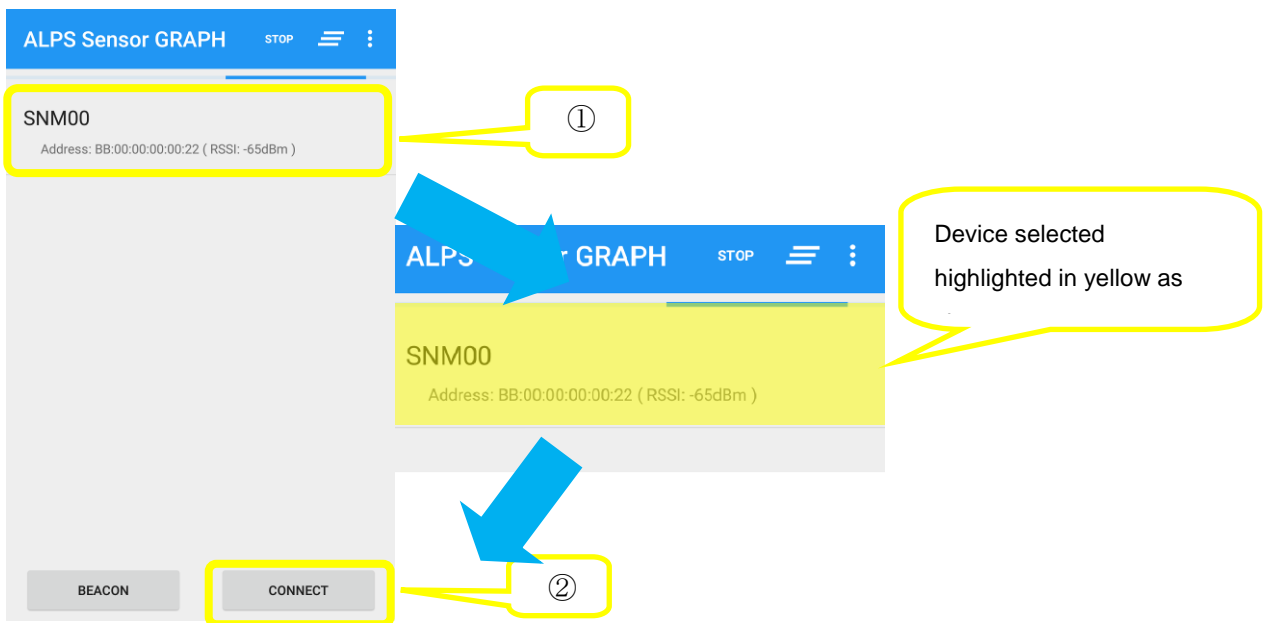 ALPS Sensor GRAPH STOP
SNM00
Address: BB:00:00:00:00:22 ( RSSI: -65dBm )
①
ALPS r GRAPH STOP
Device selected
highlighted in yellow as
SNM00
Address: BB:00:00:00:00:22 ( RSSI: -65dBm )
BEACON CONNECT
②